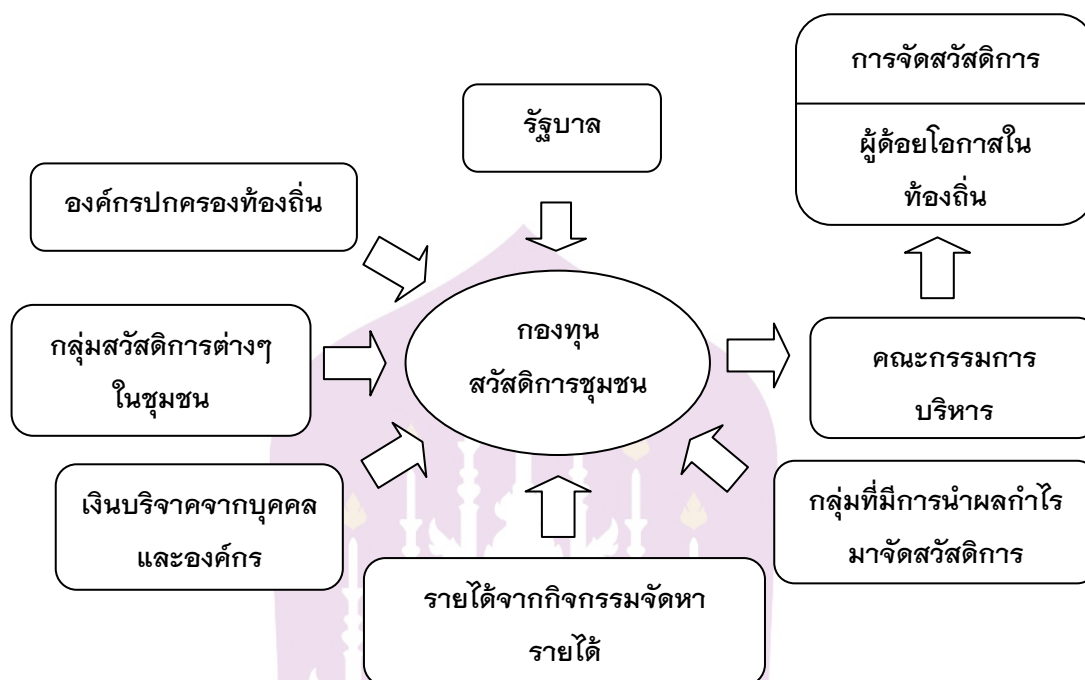 การจัดสวัสดิการ
ผู้ด้อยโอกาสใน
ท้องถิ่น
รัฐบาล
องค์กรปกครองท้องถิ่น
กลุ่มสวัสดิการต่างๆ
ในชุมชน
กองทุน
สวัสดิการชุมชน
คณะกรรมการ
บริหาร
เงินบริจาคจากบุคคล
และองค์กร
กลุ่มที่มีการนำผลกำไร
มาจัดสวัสดิการ
รายได้จากกิจกรรมจัดหา
รายได้